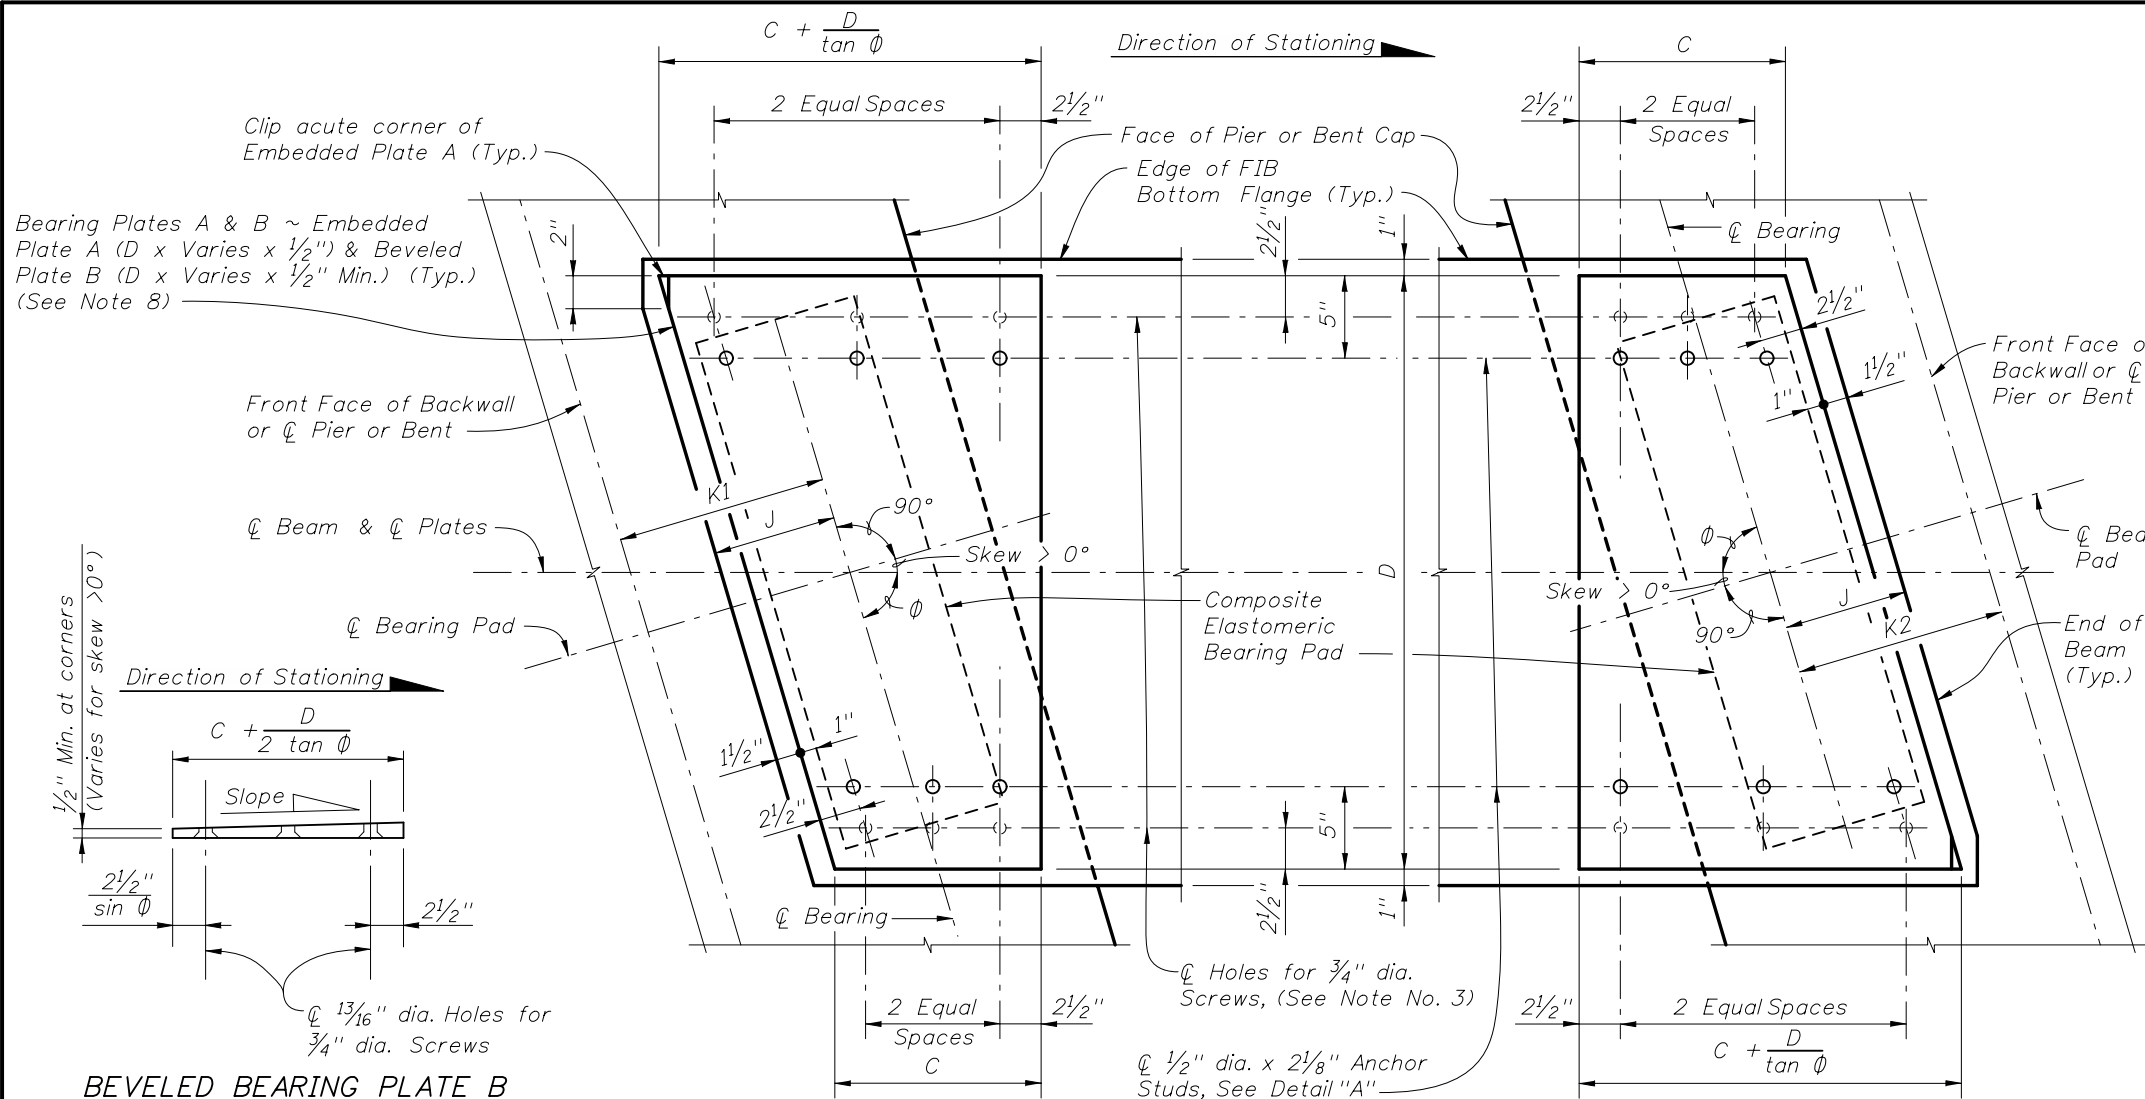 C + D
tan ϕ
Direction of Stationing
C
2 Equal Spaces
2½"
2½"
2 Equal
Spaces
Clip acute corner of
Embedded Plate A (Typ.)
Face of Pier or Bent Cap
Edge of FIB
Bottom Flange (Typ.)
Bearing Plates A & B ~ Embedded
Plate A (D x Varies x ½") & Beveled
Plate B (D x Varies x ½" Min.) (Typ.)
(See Note 8)
2"
2½"
1"
℄ Bearing
5"
2½"
1½"
1"
Front Face o
Backwall or ℄
Pier or Bent
Front Face of Backwall
or ℄ Pier or Bent
K1
J
90°
Skew > 0°
ϕ
℄ Beam & ℄ Plates
℄ Bearing Pad
D
Composite
Elastomeric
Bearing Pad
ϕ
Skew > 0°
90°
J
K2
℄ Bea
Pad
End of
Beam
(Typ.)
½" Min. at corners
(Varies for skew >0°)
Direction of Stationing
C + D
2 tan ϕ
Slope
2½"
sin ϕ
2½"
℄ 13/16" dia. Holes for
¾" dia. Screws
BEVELED BEARING PLATE B
1½"
1"
2½"
5"
2½"
1"
℄ Bearing
℄ Holes for ¾" dia.
Screws, (See Note No. 3)
2 Equal
Spaces
2½"
C
℄ ½" dia. x 2⅛" Anchor
Studs, See Detail "A"
2½"
2 Equal Spaces
C + D
tan ϕ